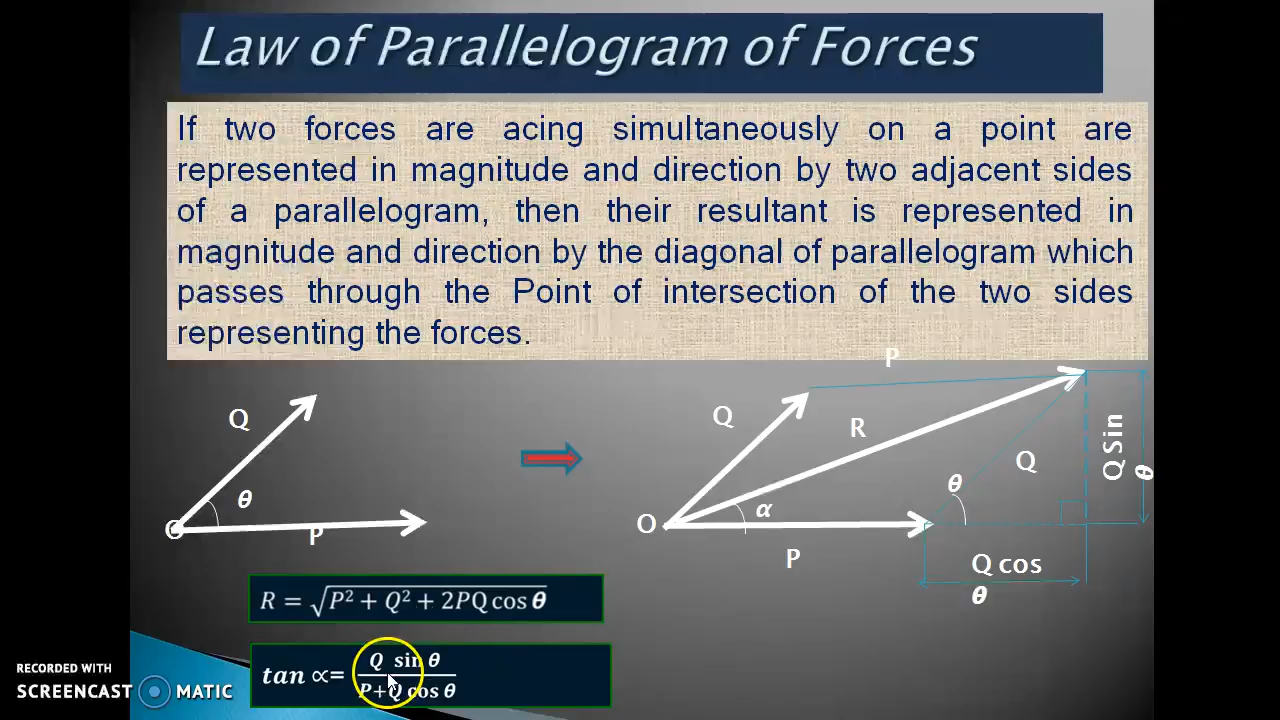 Law of Parallelogram of Forces
If two forces are acing simultaneously on a point are
represented in magnitude and direction by two adjacent sides
of a parallelogram, then their resultant is represented in
magnitude and direction by the diagonal of parallelogram which
passes through the Point of intersection of the two sides
representing the forces.
Q
θ
O
P
P
Q
R
Q
θ
Q Sin
θ
α
O
P
Q cos
θ
R = √P² + Q² + 2PQ cos θ
tan ∝= Q sin θ
P+Q cos θ
RECORDED WITH
SCREENCAST MATIC